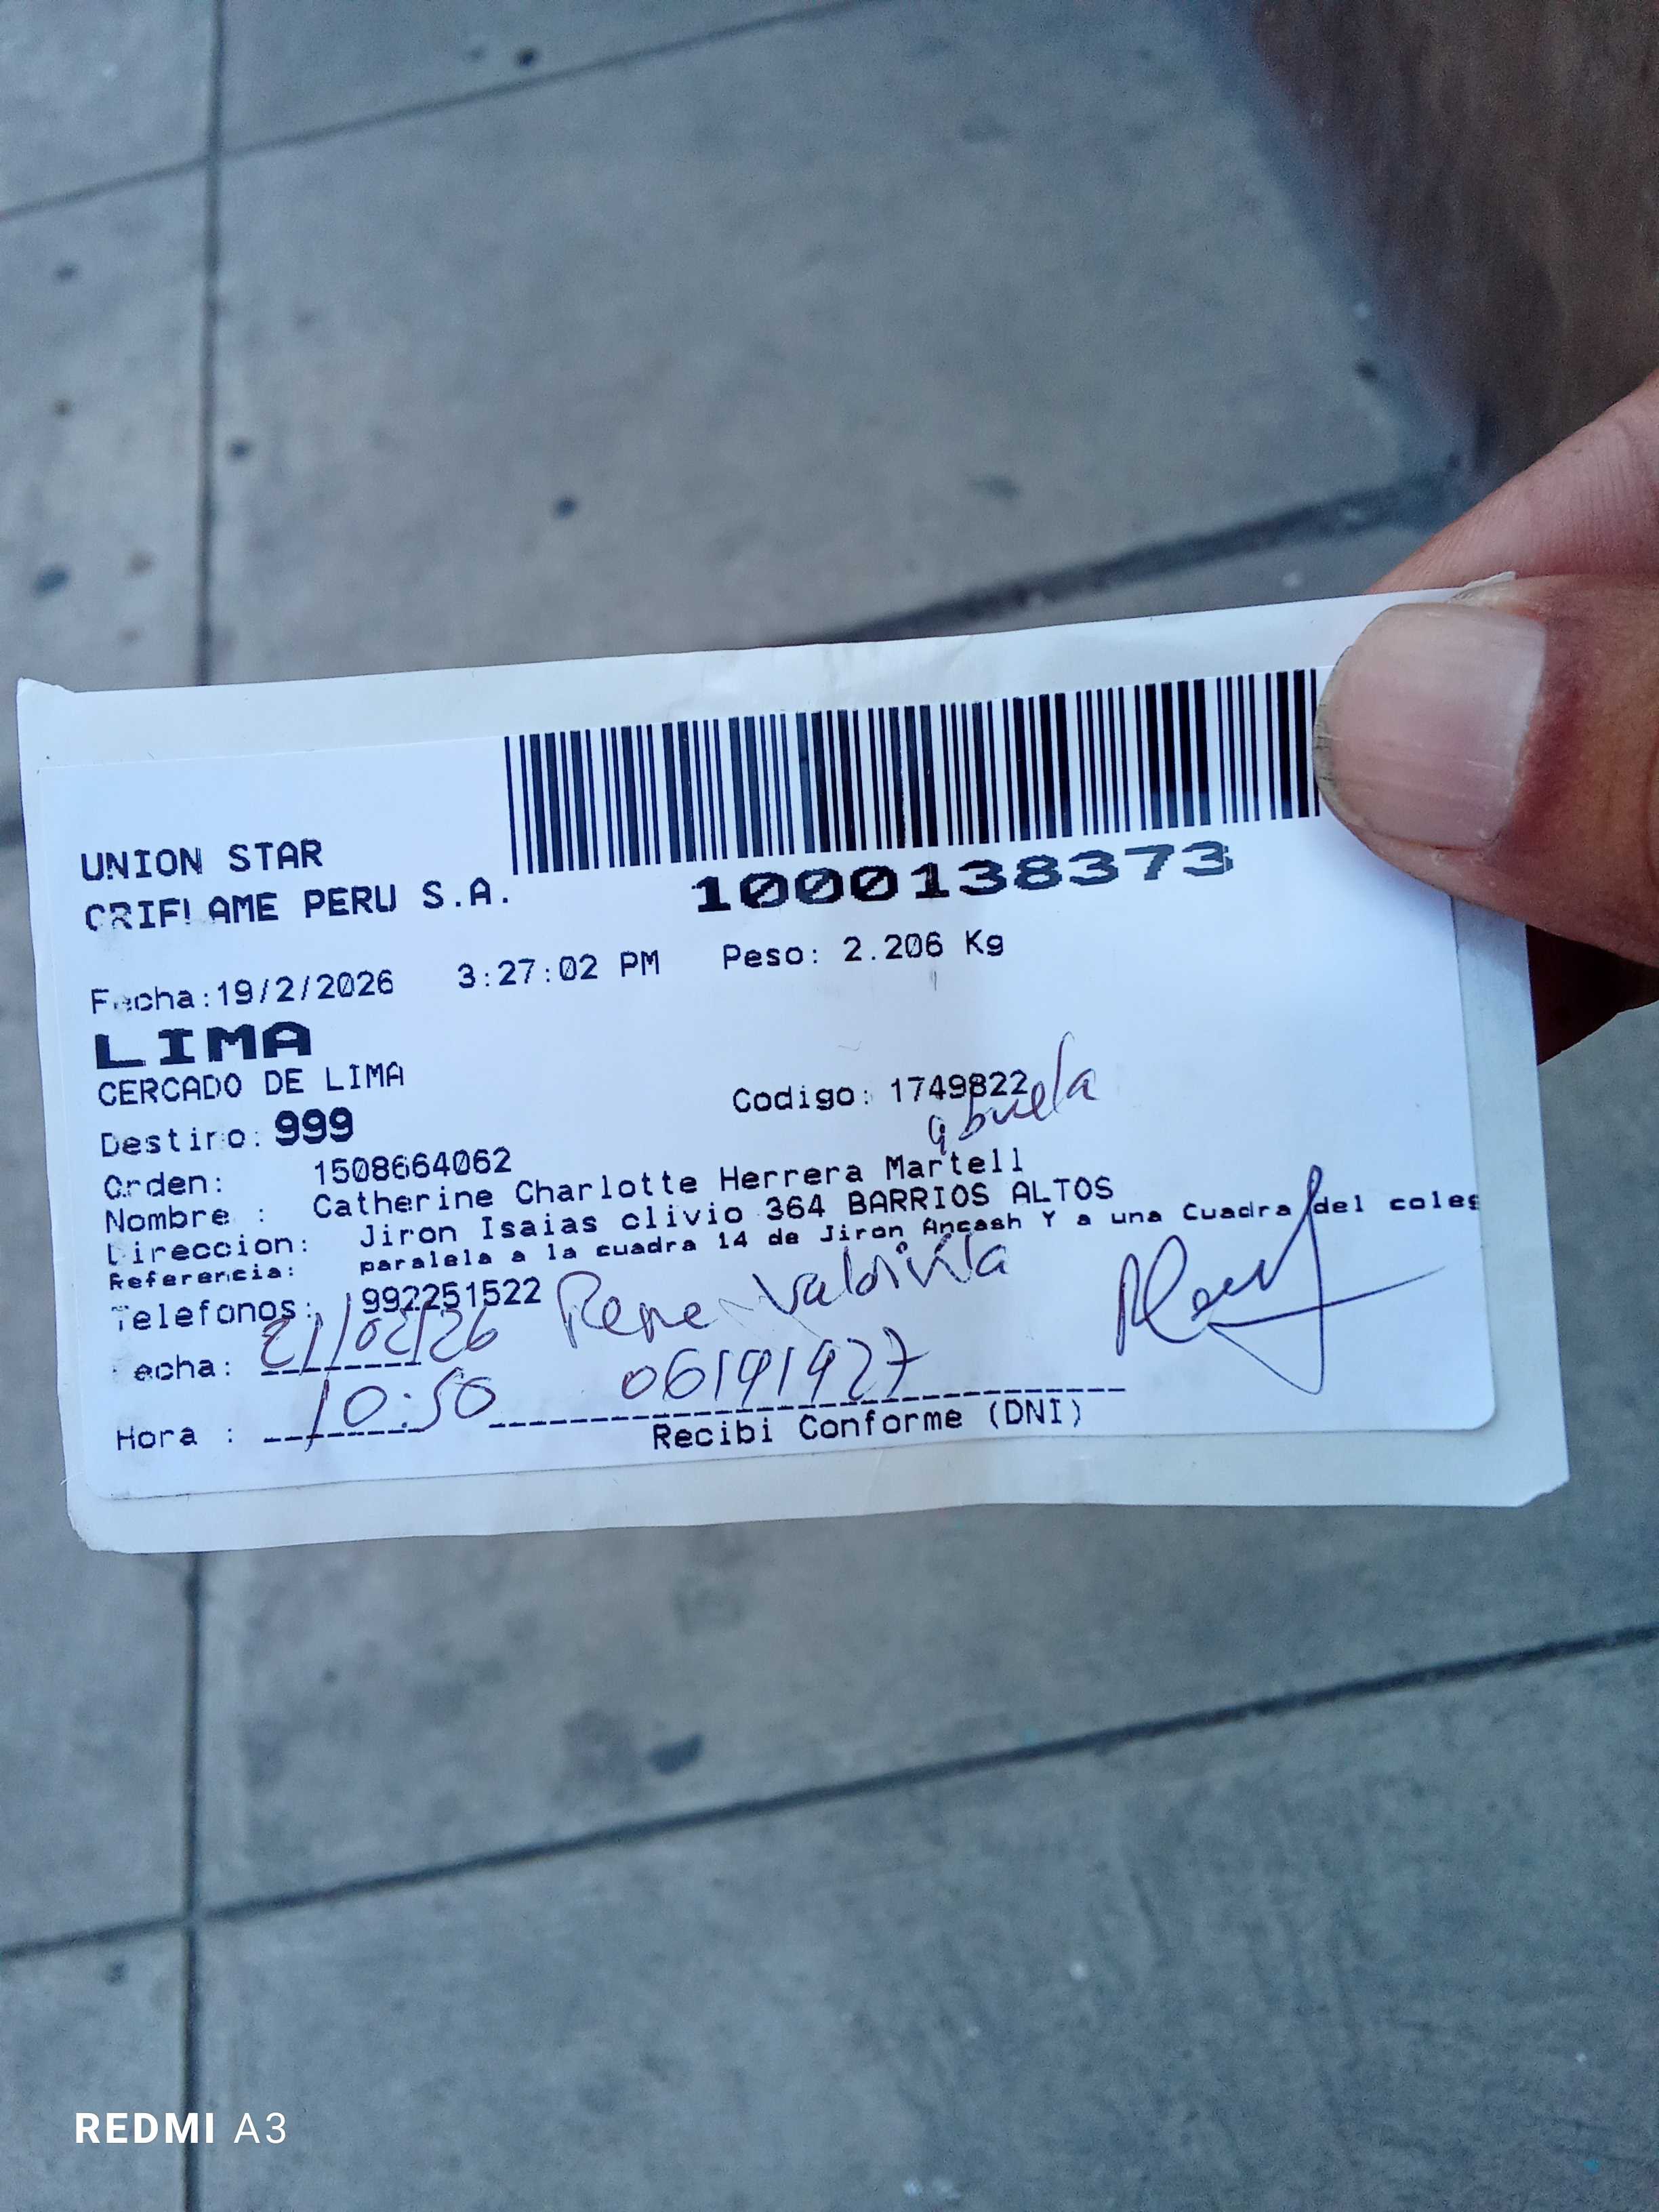 UNION STAR
ORIFLAME PERU S.A.
1000138373
Fecha:19/2/2026 3:27:02 PM Peso: 2.206 Kg
LIMA
CERCADO DE LIMA
Destino: 999 Codigo: 1749822
abuela
Orden: 1508664062
Nombre : Catherine Charlotte Herrera Martell
Direccion: Jiron Isaias clivio 364 BARRIOS ALTOS
Referencia: paralela a la cuadra 14 de Jiron Ancash Y a una Cuadra del coleg
Telefonos: 992251522 Rene Valdivia
Fecha: 21/02/26
06191927
Hora : 10:50
Recibi Conforme (DNI)
REDMI A3